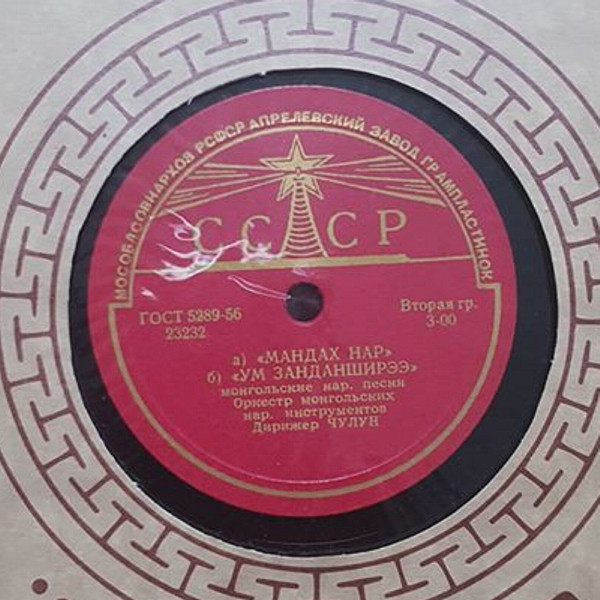 МОСОБЛСОВНАРХОЗ РСФСР АПРЕЛЕВСКИЙ ЗАВОД ГРАМПЛАСТИНОК
СССР
ГОСТ 5289-56
23232
Вторая гр.
3-00
а) «МАНДАХ НАР»
б) «УМ ЗАНДАНШИРЭЭ»
монгольские нар. песни
Оркестр монгольских
нар. инструментов
Дирижер ЧУЛУН